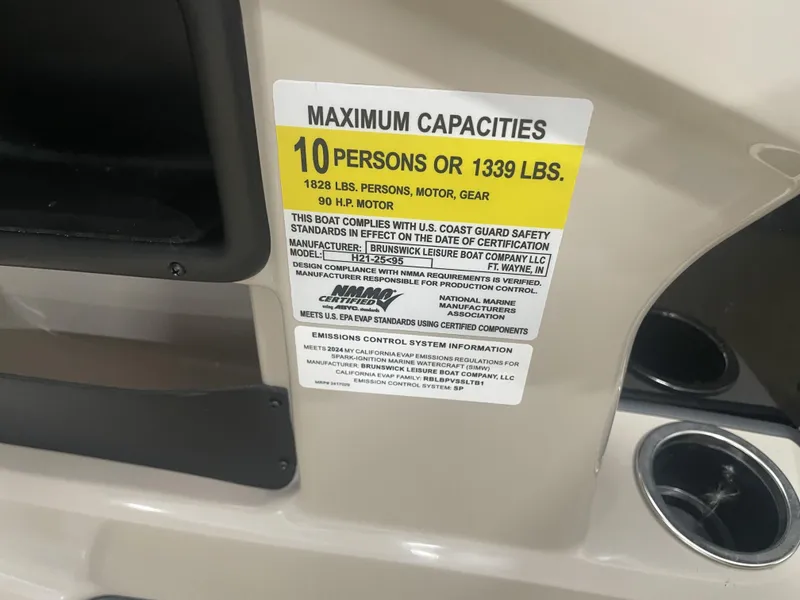 MAXIMUM CAPACITIES
10 PERSONS OR 1339 LBS.
1828 LBS. PERSONS, MOTOR, GEAR
90 H.P. MOTOR
THIS BOAT COMPLIES WITH U.S. COAST GUARD SAFETY
STANDARDS IN EFFECT ON THE DATE OF CERTIFICATION
MANUFACTURER: BRUNSWICK LEISURE BOAT COMPANY LLC
MODEL: H21-25<95 FT. WAYNE, IN
DESIGN COMPLIANCE WITH NMMA REQUIREMENTS IS VERIFIED.
MANUFACTURER RESPONSIBLE FOR PRODUCTION CONTROL.
NMMA
CERTIFIED
using ABYC. standards
NATIONAL MARINE
MANUFACTURERS
ASSOCIATION
MEETS U.S. EPA EVAP STANDARDS USING CERTIFIED COMPONENTS
EMISSIONS CONTROL SYSTEM INFORMATION
MEETS 2024 MY CALIFORNIA EVAP EMISSIONS REGULATIONS FOR
SPARK-IGNITION MARINE WATERCRAFT (SIMW)
MANUFACTURER: BRUNSWICK LEISURE BOAT COMPANY, LLC
CALIFORNIA EVAP FAMILY: RBLBPVSSLTB1
EMISSION CONTROL SYSTEM: SP